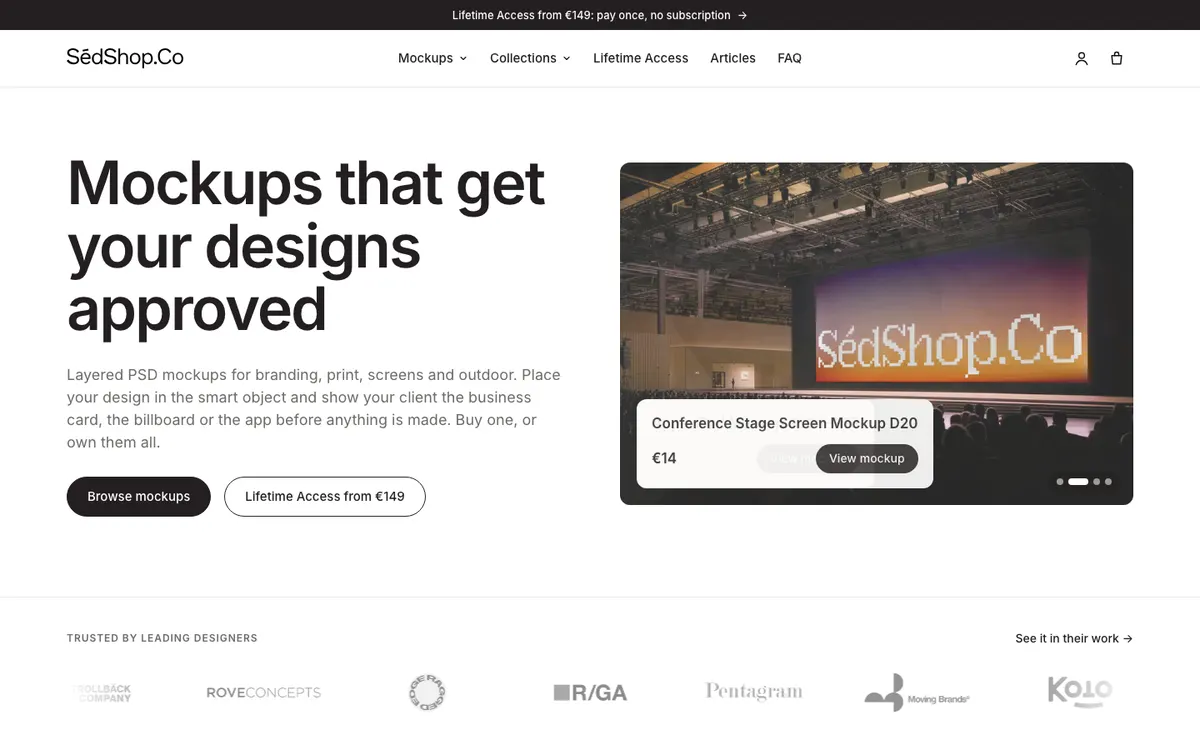 Lifetime Access from €149: pay once, no subscription →
SédShop.Co
Mockups
Collections
Lifetime Access
Articles
FAQ
Mockups that get
your designs
approved
Layered PSD mockups for branding, print, screens and outdoor. Place
your design in the smart object and show your client the business
card, the billboard or the app before anything is made. Buy one, or
own them all.
Browse mockups
Lifetime Access from €149
SédShop.Co
Conference Stage Screen Mockup D20
€14
View mockup
TRUSTED BY LEADING DESIGNERS
See it in their work →
TROLLBÄCK
COMPANY
ROVECONCEPTS
RAGGED EDGE
R/GA
Pentagram
Moving Brands®
Koto